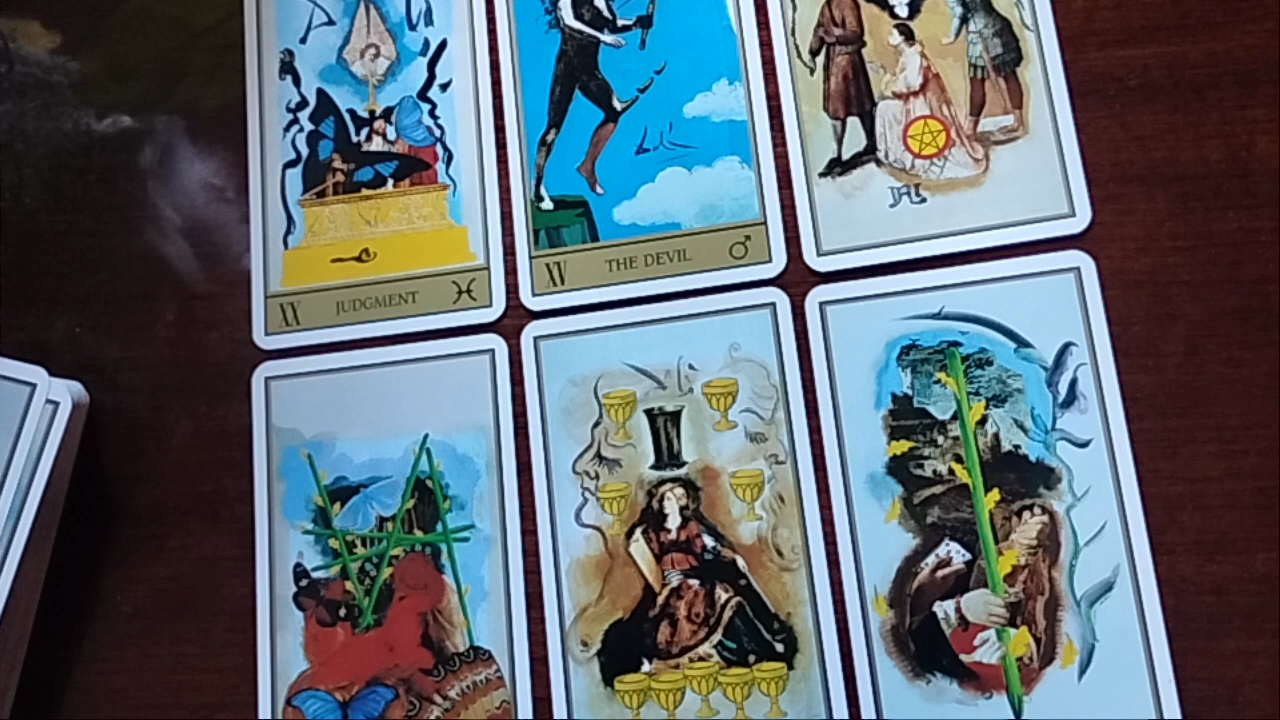 XX JUDGMENT ♓
XV THE DEVIL ♂